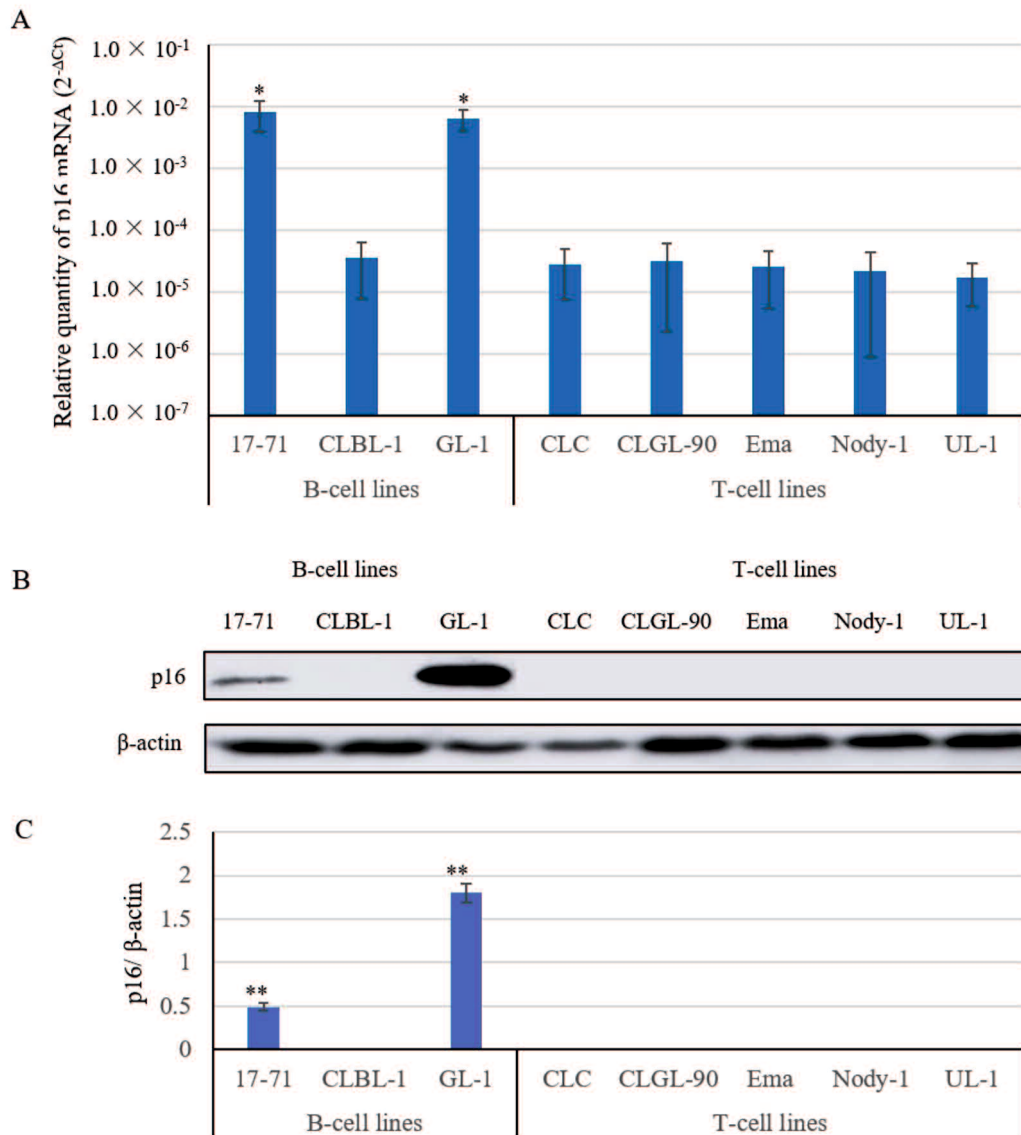 A
Relative quantity of p16 mRNA (2^-ΔCt)
1.0 × 10^-1
1.0 × 10^-2
1.0 × 10^-3
1.0 × 10^-4
1.0 × 10^-5
1.0 × 10^-6
1.0 × 10^-7
* *
17-71 CLBL-1 GL-1 CLC CLGL-90 Ema Nody-1 UL-1
B-cell lines T-cell lines
B
B-cell lines T-cell lines
17-71 CLBL-1 GL-1 CLC CLGL-90 Ema Nody-1 UL-1
p16
β-actin
C
p16/ β-actin
2.5
2
1.5
1
0.5
0
** **
17-71 CLBL-1 GL-1 CLC CLGL-90 Ema Nody-1 UL-1
B-cell lines T-cell lines